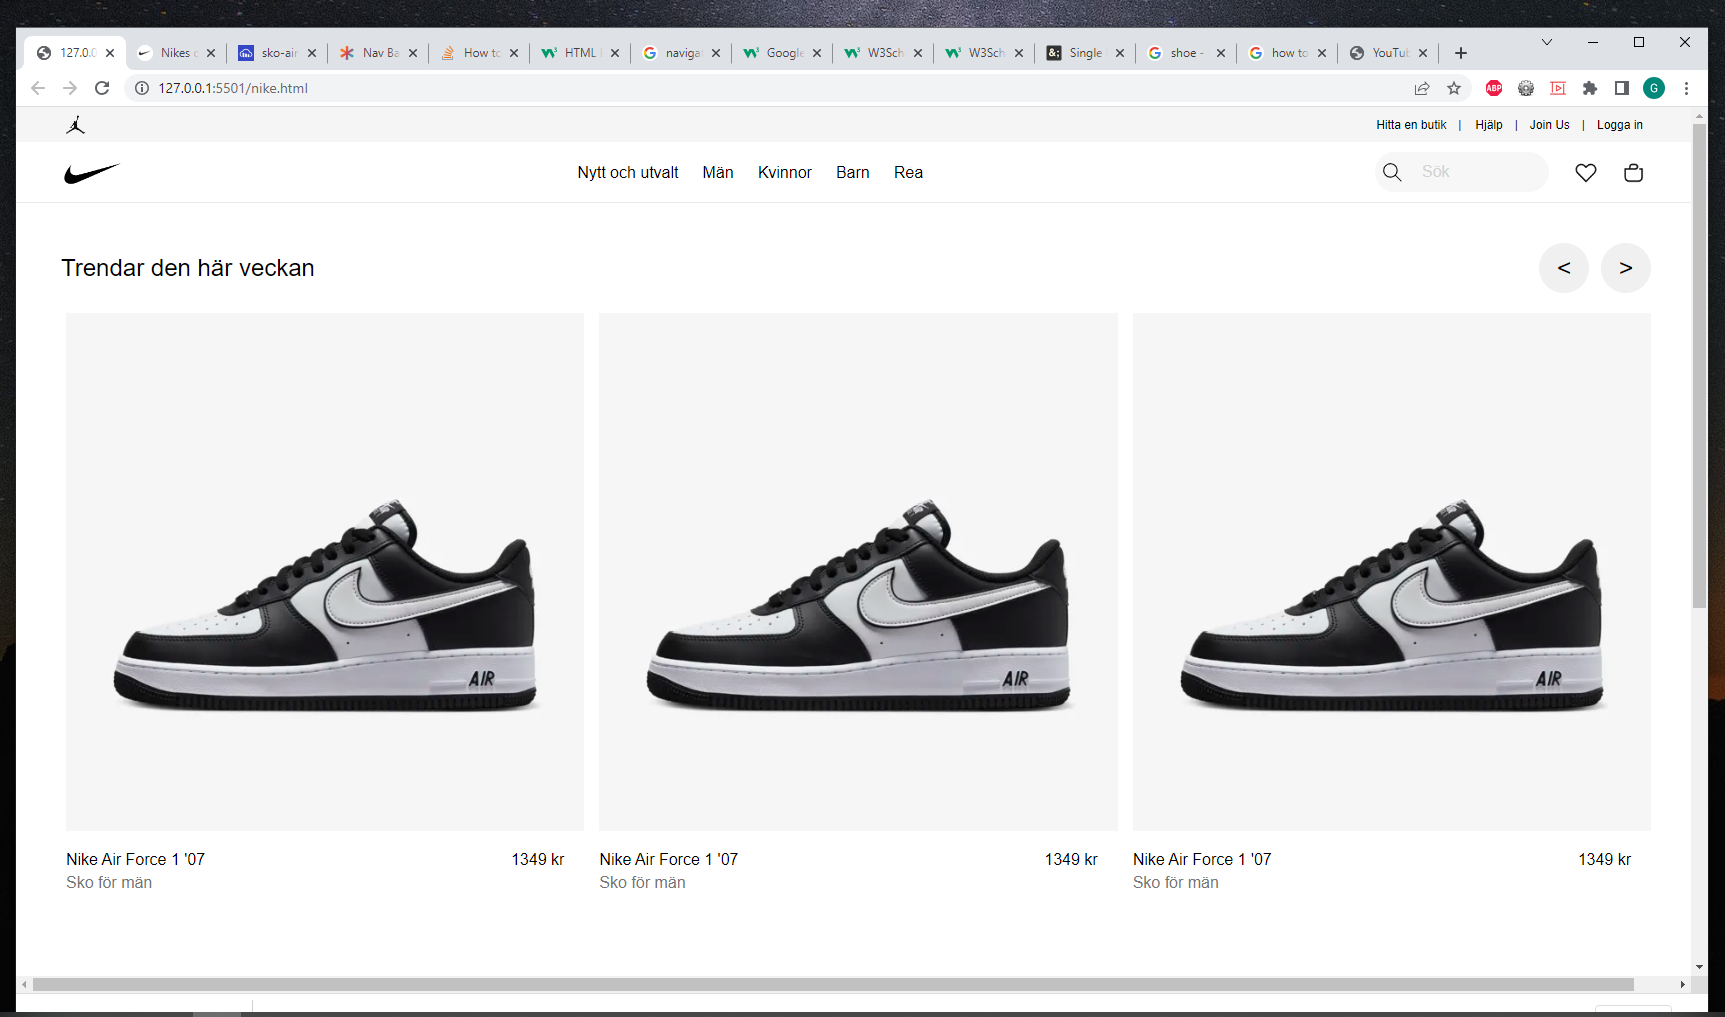 127.0.0
Nikes c
sko-air
Nav Ba
How to
HTML
naviga
Google
W3Sch
W3Sch
&;
Single
shoe -
how to
YouTub
127.0.0.1:5501/nike.html
ABP
G
Hitta en butik | Hjälp | Join Us | Logga in
Nytt och utvalt Män Kvinnor Barn Rea
Sök
Trendar den här veckan
< >
AIR AIR AIR
Nike Air Force 1 '07 1349 kr Nike Air Force 1 '07 1349 kr Nike Air Force 1 '07 1349 kr
Sko för män Sko för män Sko för män